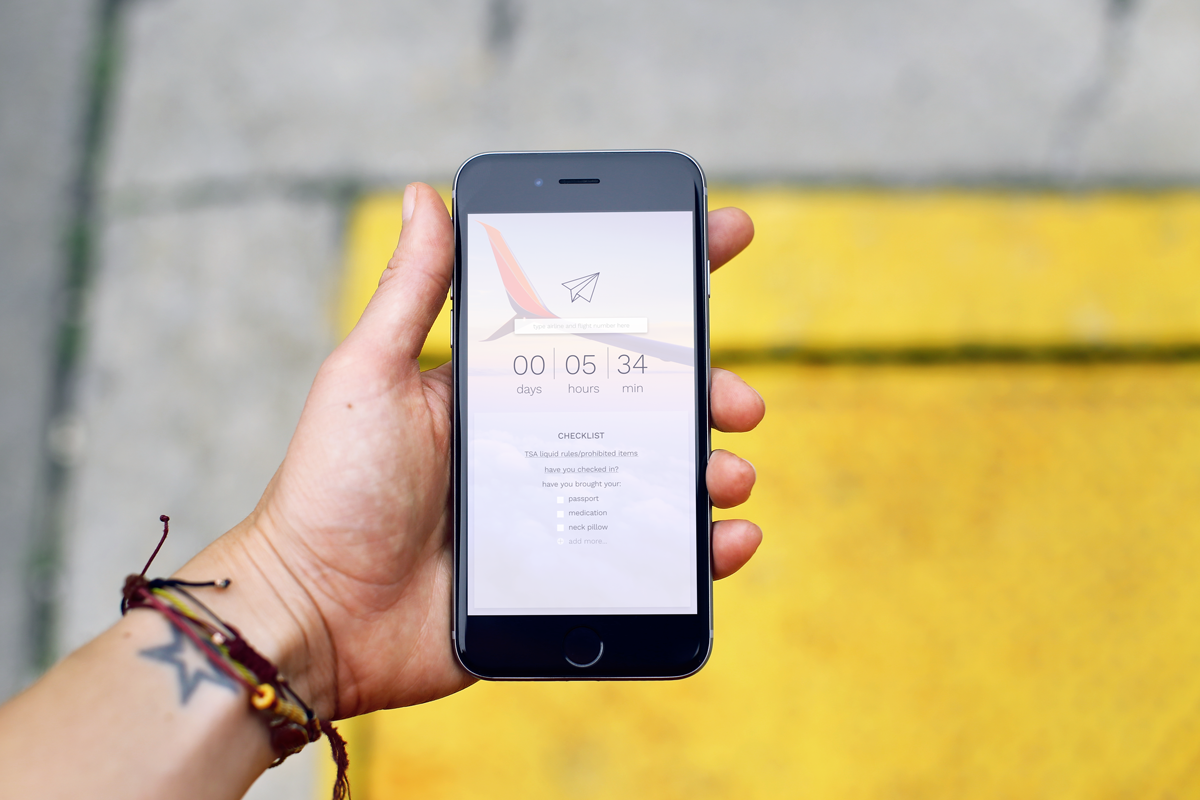 type airline and flight number here
00 05 34
days hours min
CHECKLIST
TSA liquid rules/prohibited items
have you checked in?
have you brought your:
passport
medication
neck pillow
add more...